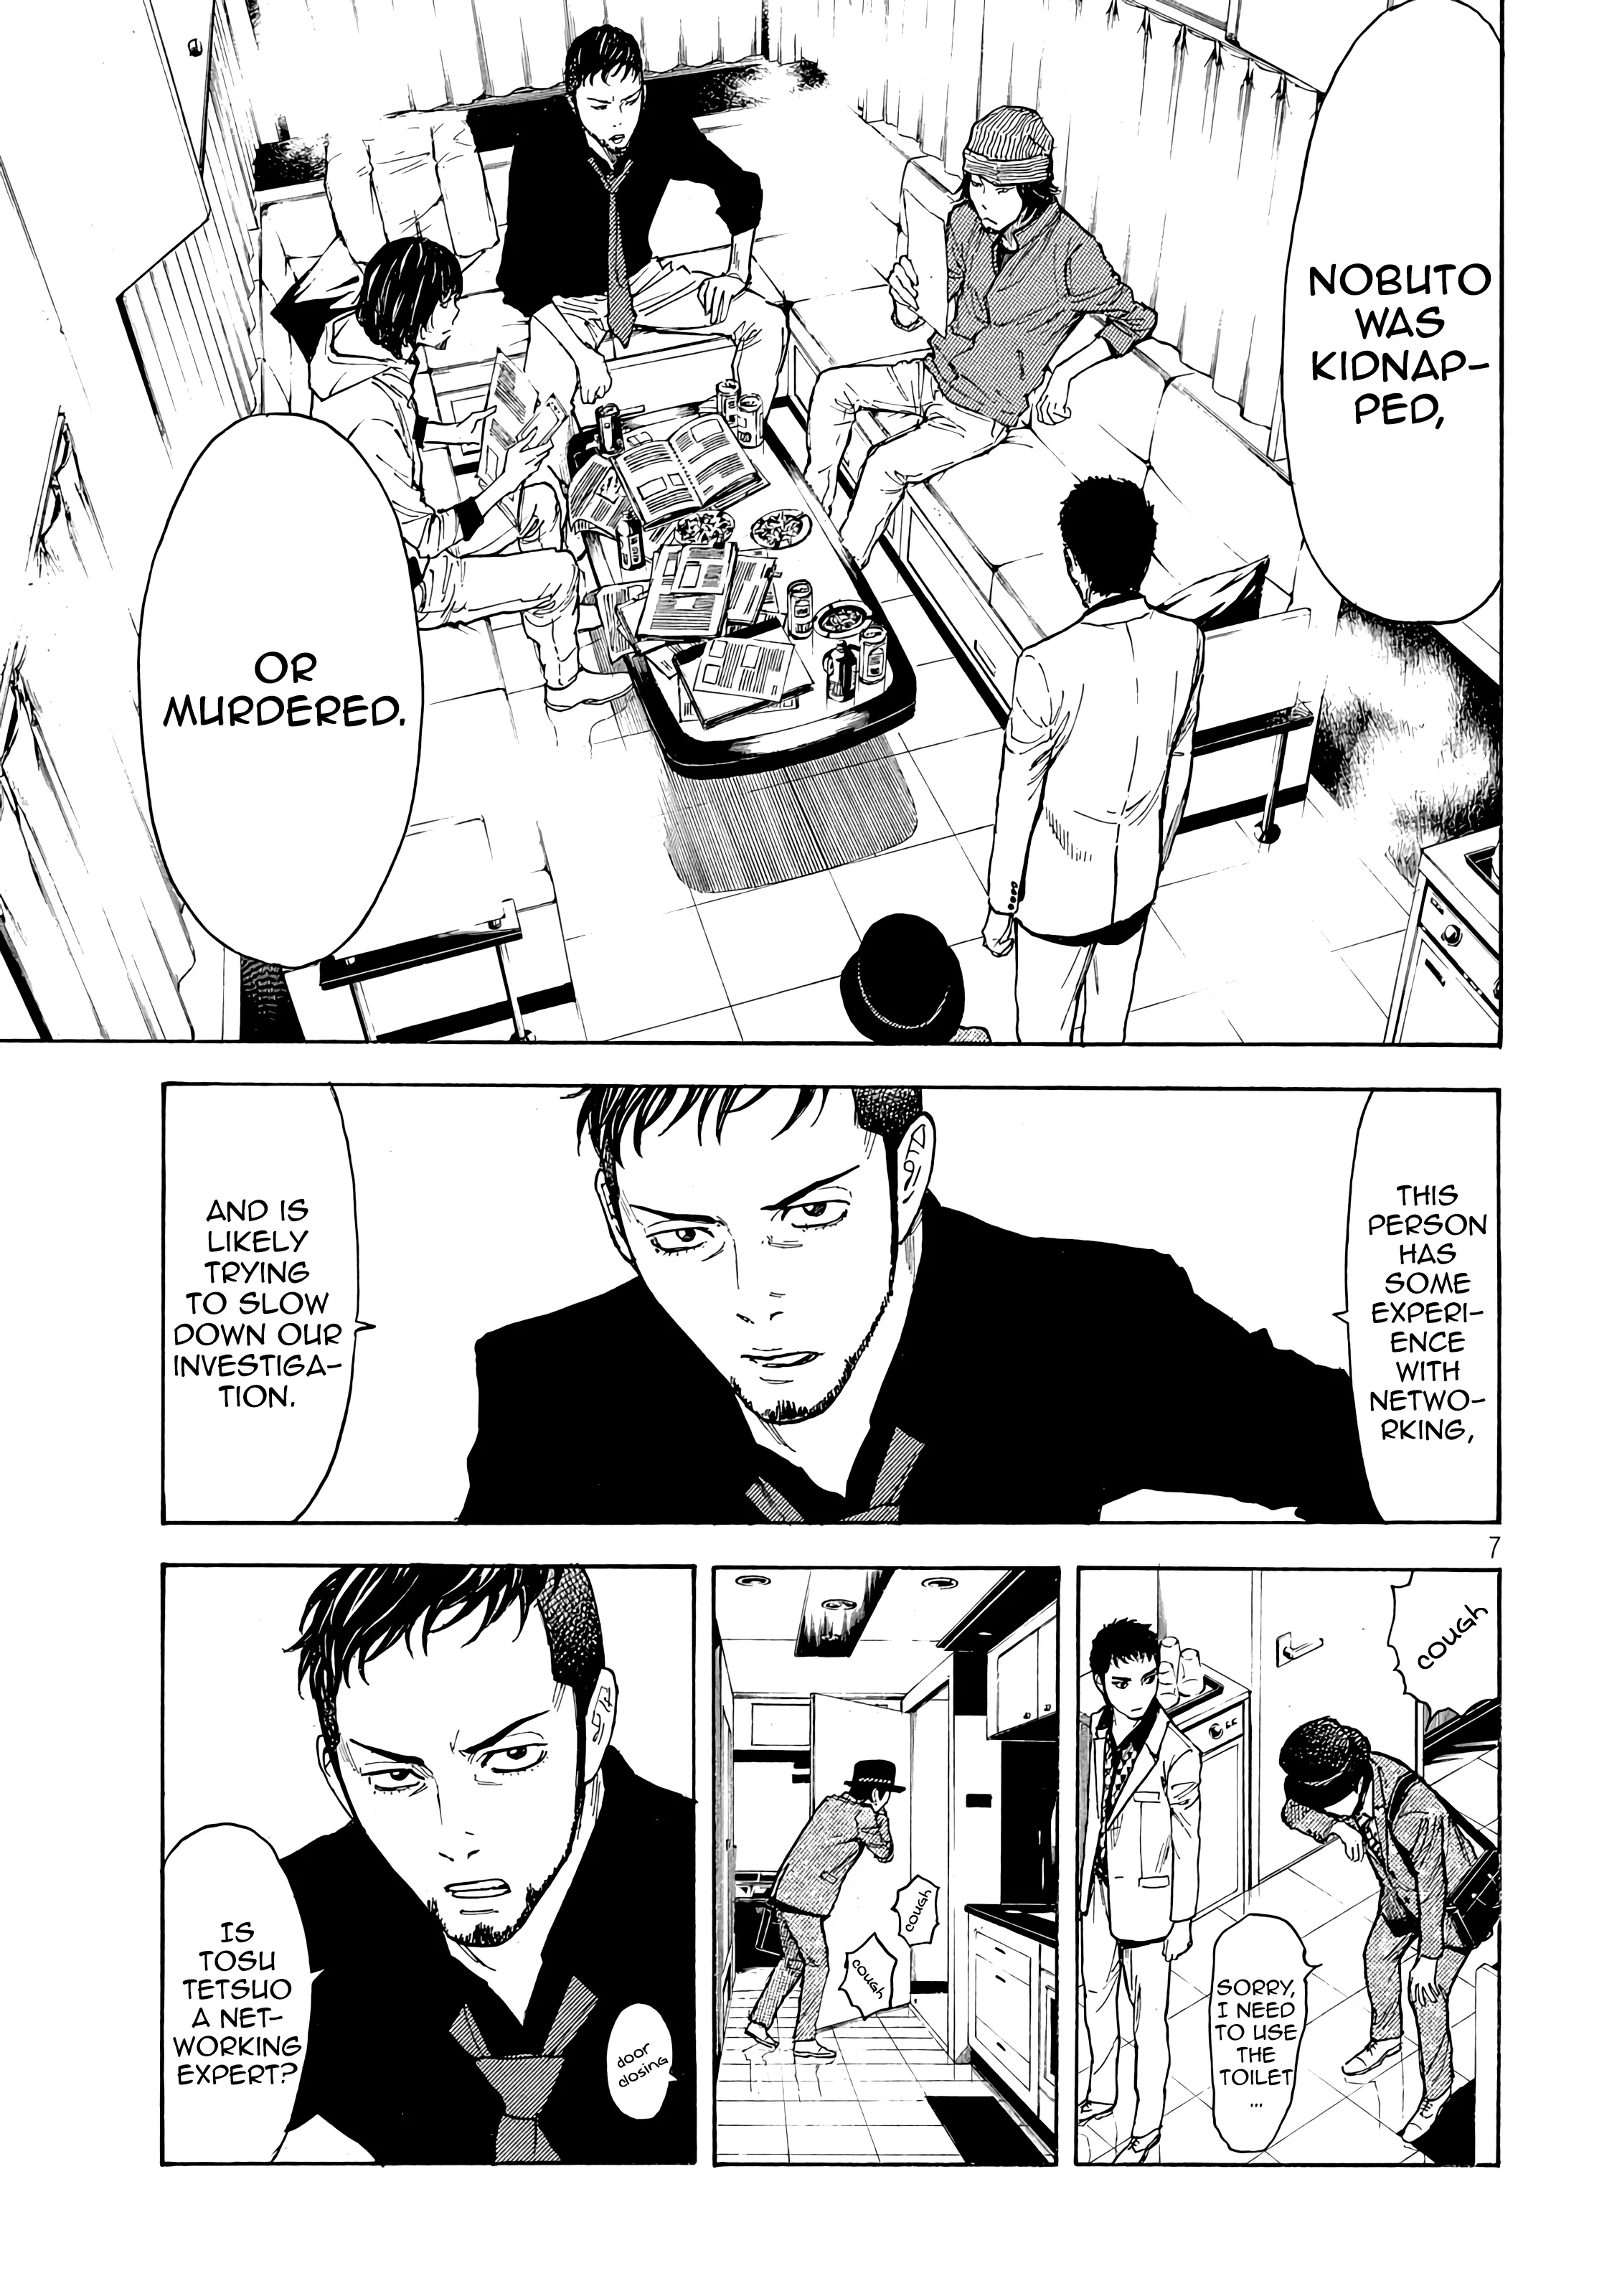 NOBUTO
WAS
KIDNAP-
PED,
OR
MURDERED.
THIS
PERSON
HAS
SOME
EXPERI-
ENCE
WITH
NETWO-
RKING,
AND IS
LIKELY
TRYING
TO SLOW
DOWN OUR
INVESTIGA-
TION.
7
COUGH
SORRY,
I NEED
TO USE
THE
TOILET
...
COUGH
COUGH
DOOR
CLOSING
IS
TOSU
TETSUO
A NET-
WORKING
EXPERT?